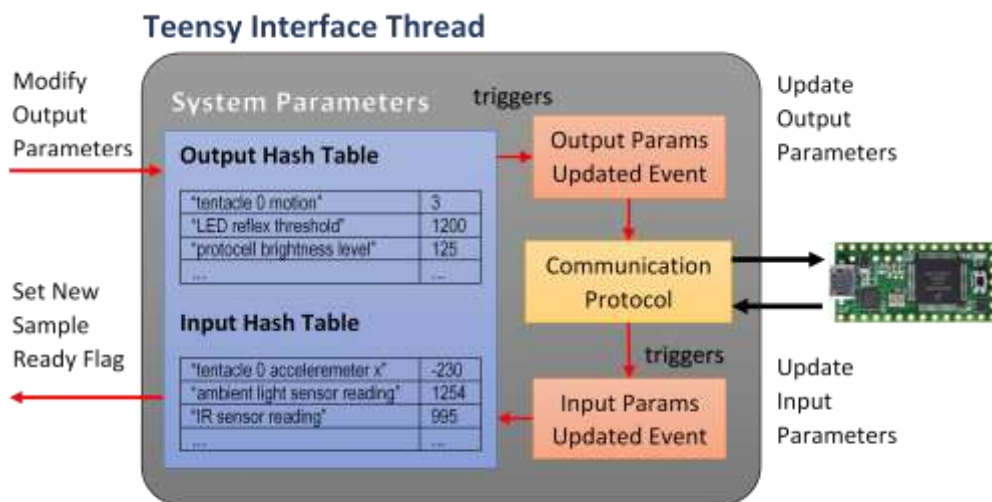 Teensy Interface Thread
Modify
Output
Parameters
System Parameters
triggers
Update
Output
Parameters
Output Hash Table
"tentacle 0 motion" 3
"LED reflex threshold" 1200
"protocell brightness level" 125
... ...
Output Params
Updated Event
Communication
Protocol
Set New
Sample
Ready Flag
Input Hash Table
"tentacle 0 acceleremeter x" -230
"ambient light sensor reading" 1254
"IR sensor reading" 995
... ...
triggers
Input Params
Updated Event
Update
Input
Parameters